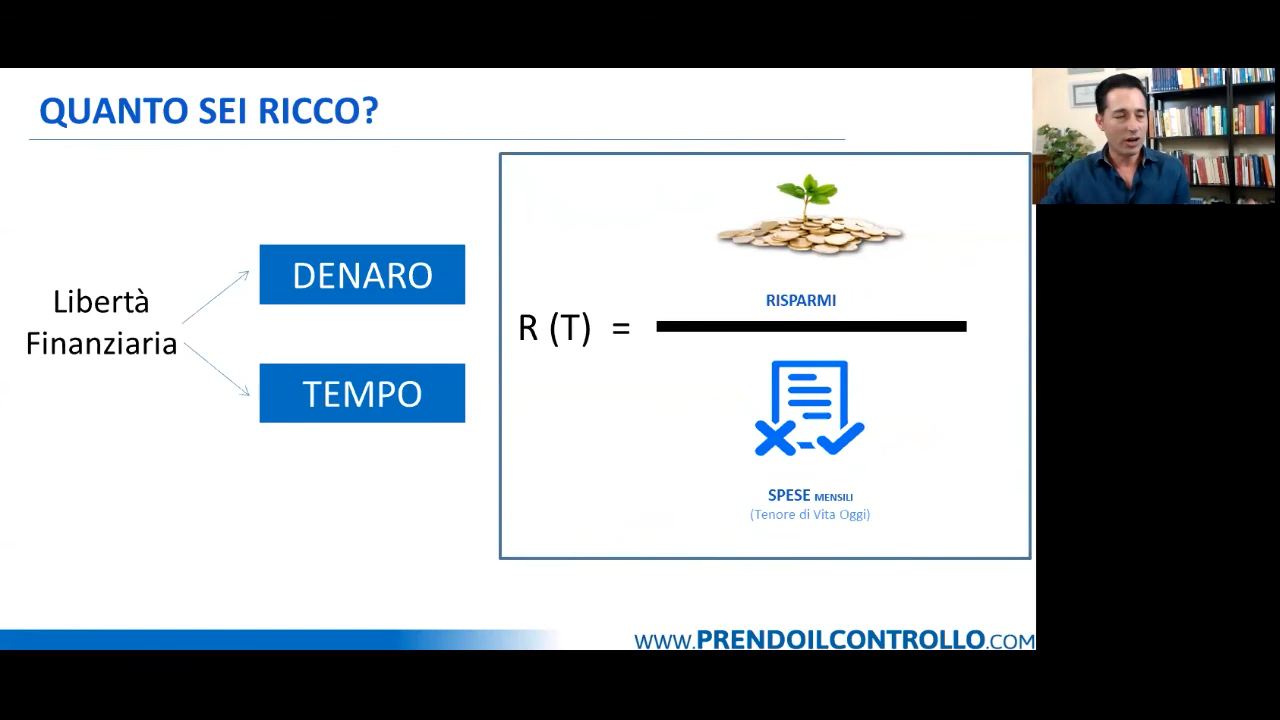 QUANTO SEI RICCO?
Libertà
Finanziaria
DENARO
TEMPO
R (T) =
RISPARMI
SPESE MENSILI
(Tenore di Vita Oggi)
WWW.PRENDOILCONTROLLO.COM